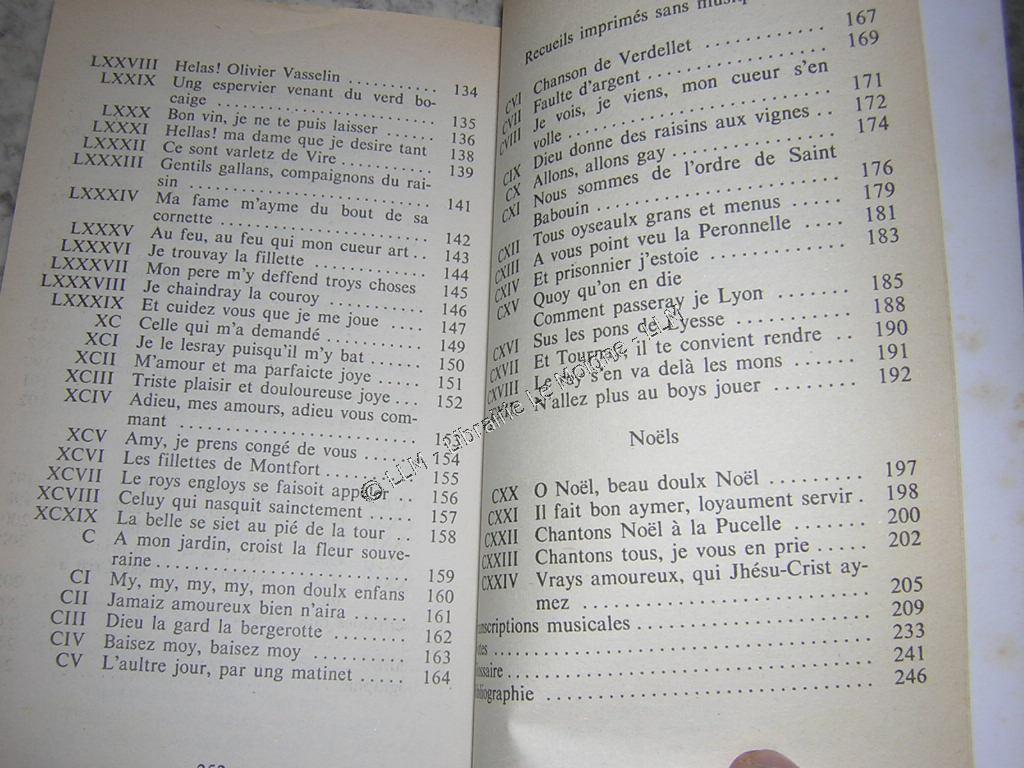 LXXVIII Helas! Olivier Vasselin .......... 134
LXXIX Ung espervier venant du verd bo-
caige .......................... 135
LXXX Bon vin, je ne te puis laisser ...... 136
LXXXI Hellas! ma dame que je desire tant 138
LXXXII Ce sont varletz de Vire .......... 139
LXXXIII Gentils gallans, compaignons du rai-
sin ............................ 141
LXXXIV Ma fame m'ayme du bout de sa
cornette ........................ 142
LXXXV Au feu, au feu qui mon cueur art .. 143
LXXXVI Je trouvay la fillette ............ 144
LXXXVII Mon pere m'y deffend troys choses 145
LXXXVIII Je chaindray la couroy .......... 146
LXXXIX Et cuidez vous que je me joue .... 147
XC Celle qui m'a demandé .......... 149
XCI Je le lesray puisqu'il m'y bat ..... 150
XCII M'amour et ma parfaicte joye ..... 151
XCIII Triste plaisir et douloureuse joye ... 152
XCIV Adieu, mes amours, adieu vous com-
mant .......................... 153
XCV Amy, je prens congé de vous ..... 154
XCVI Les fillettes de Montfort .......... 155
XCVII Le roys engloys se faisoit appeler . 156
XCVIII Celuy qui nasquit sainctement ..... 157
XCXIX La belle se siet au pié de la tour .. 158
C A mon jardin, croist la fleur souve-
raine .......................... 159
CI My, my, my, my, mon doulx enfans 160
CII Jamaiz amoureux bien n'aira ..... 161
CIII Dieu la gard la bergerotte ........ 162
CIV Baisez moy, baisez moy .......... 163
CV L'aultre jour, par ung matinet ..... 164
Recueils imprimés sans 167
CVI Chanson de Verdellet ............ 169
CVII Faulte d'argent ..................
CVIII Je vois, je viens, mon cueur s'en
volle .......................... 171
CIX Dieu donne des raisins aux vignes .. 172
CX Allons, allons gay ................ 174
CXI Nous sommes de l'ordre de Saint
Babouin ........................ 176
CXII Tous oyseaulx grans et menus ..... 179
CXIII A vous point veu la Peronnelle .... 181
CXIV Et prisonnier j'estoie ............ 183
CXV Quoy qu'on en die
Comment passeray je Lyon ....... 185
CXVI Sus les pons de Lyesse .......... 188
CXVII Et Tournay, il te convient rendre .. 190
CXVIII Le Roy s'en va delà les mons .... 191
N'allez plus au boys jouer ........ 192
Noëls
CXX O Noël, beau doulx Noël .......... 197
CXXI Il fait bon aymer, loyaument servir . 198
CXXII Chantons Noël à la Pucelle ........ 200
CXXIII Chantons tous, je vous en prie ..... 202
CXXIV Vrays amoureux, qui Jhésu-Crist ay-
mez ............................ 205
nscriptions musicales .................... 209
tes .................................... 233
ossaire ................................ 241
bliographie ............................ 246
© LLM - Librairie Le Moigne - LLM